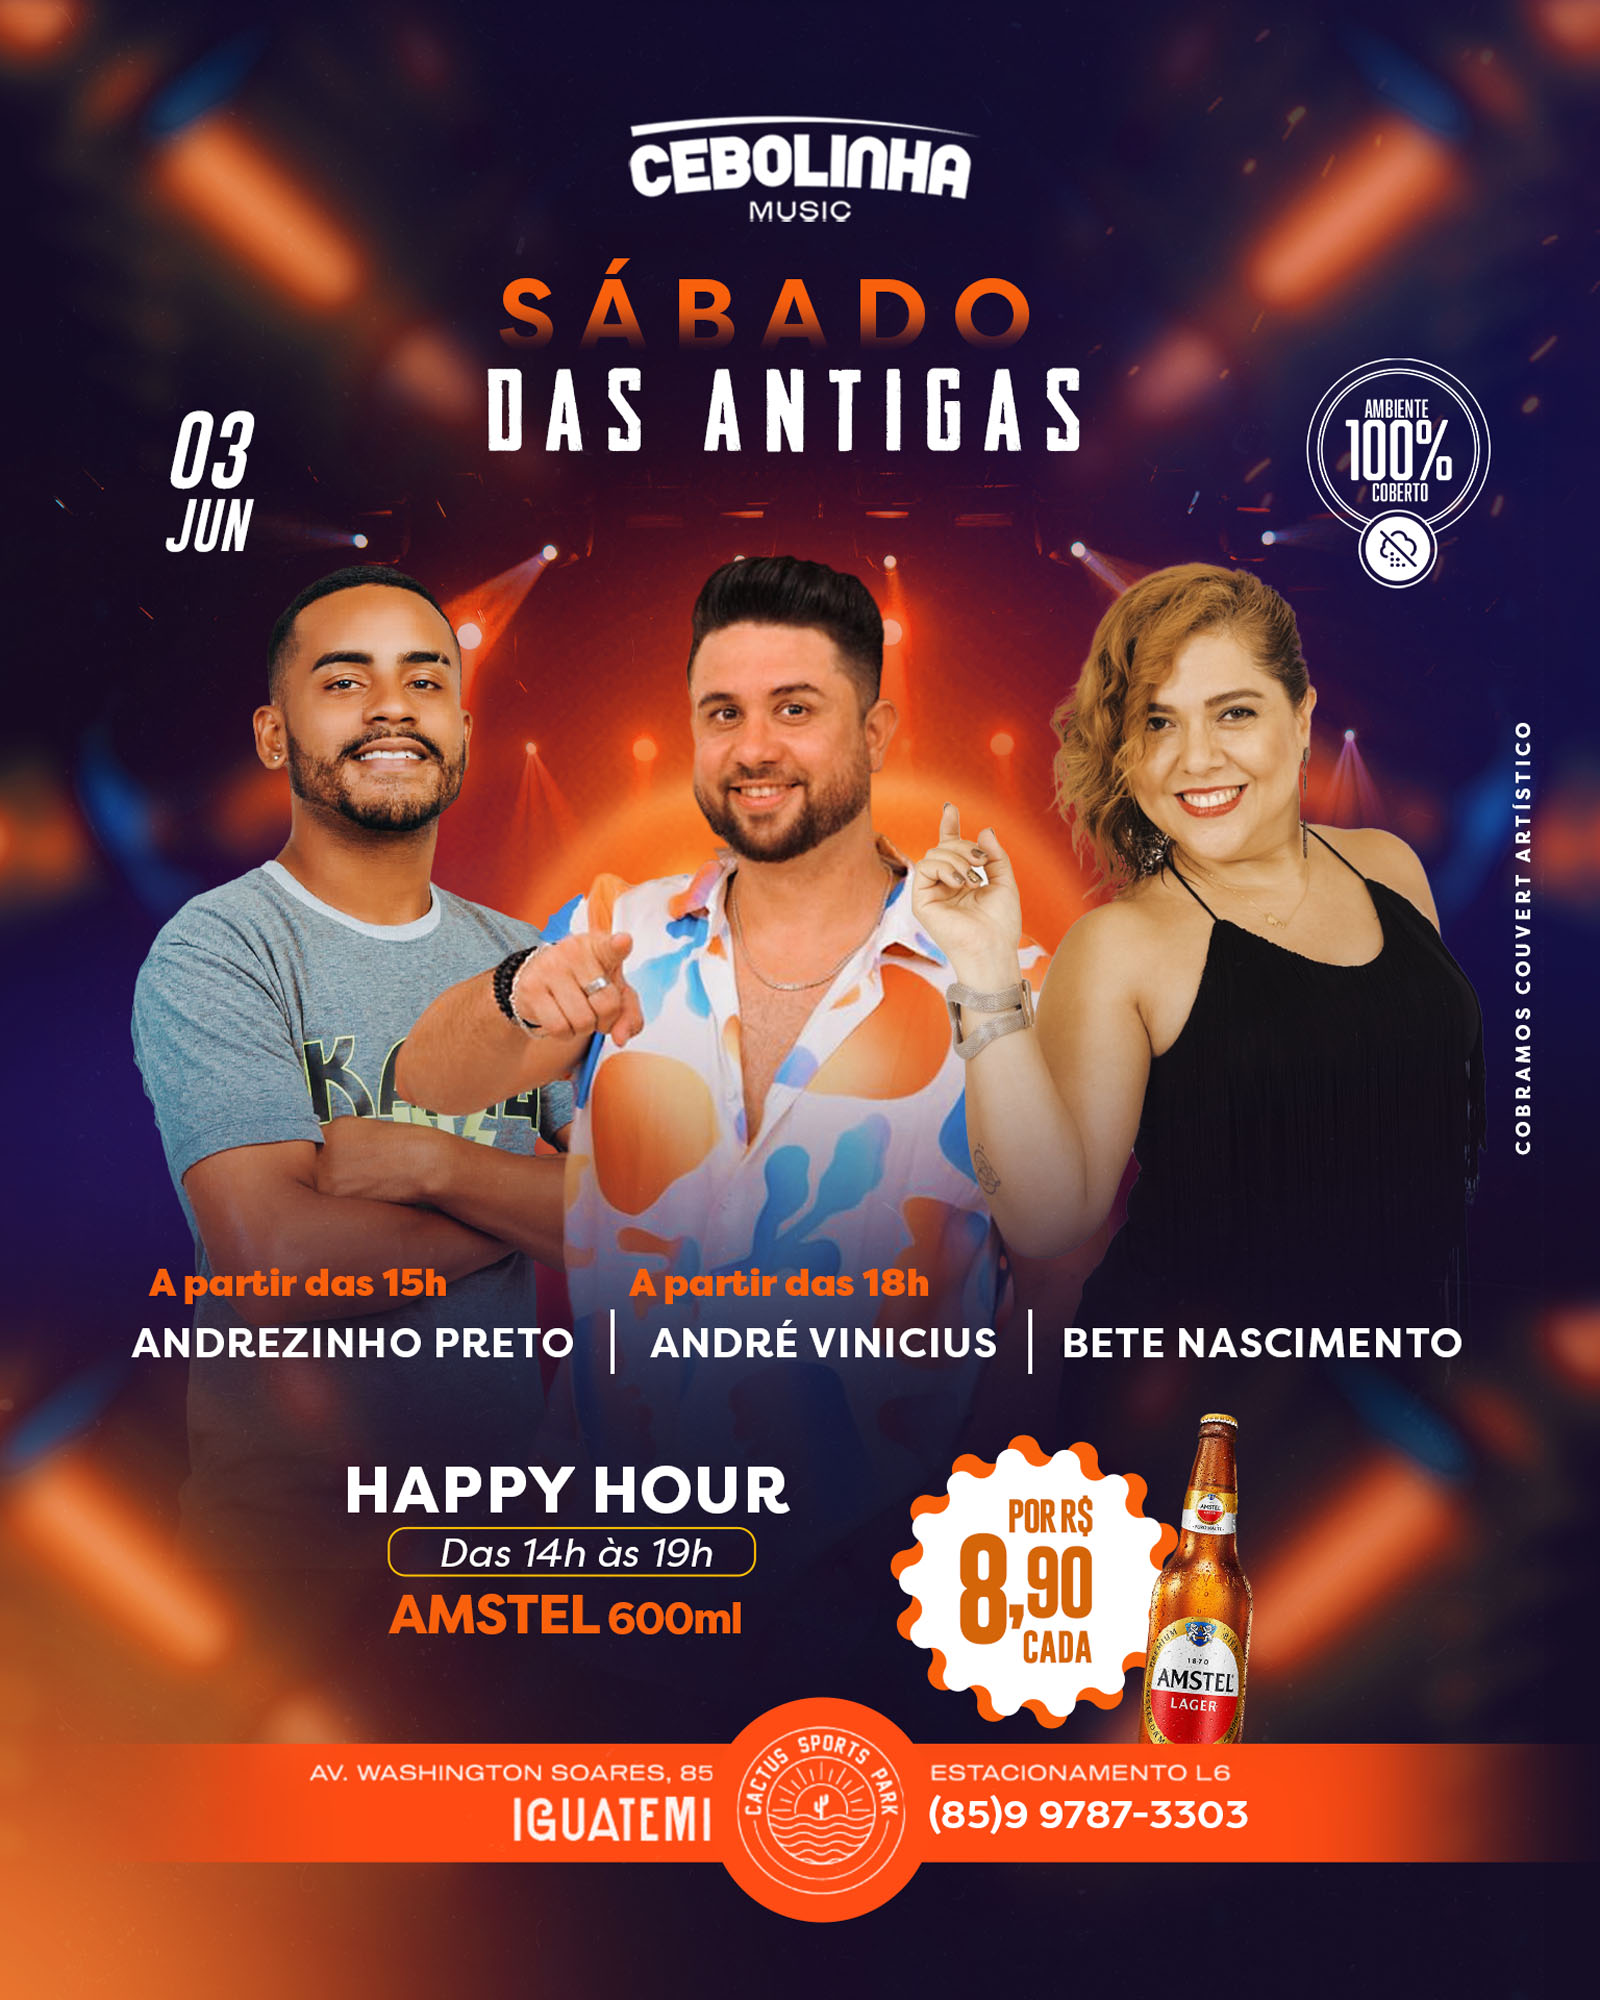 CEBOLINHA
MUSIC
SÁBADO
DAS ANTIGAS
03
JUN
AMBIENTE
100%
COBERTO
COBRAMOS COUVERT ARTÍSTICO
A partir das 15h
ANDREZINHO PRETO
A partir das 18h
ANDRÉ VINICIUS
BETE NASCIMENTO
HAPPY HOUR
Das 14h às 19h
AMSTEL 600ml
POR R$
8,90
CADA
AMSTEL
1870
AMSTEL
LAGER
AV. WASHINGTON SOARES, 85
IGUATEMI
CACTUS SPORTS PARK
ESTACIONAMENTO L6
(85)9 9787-3303